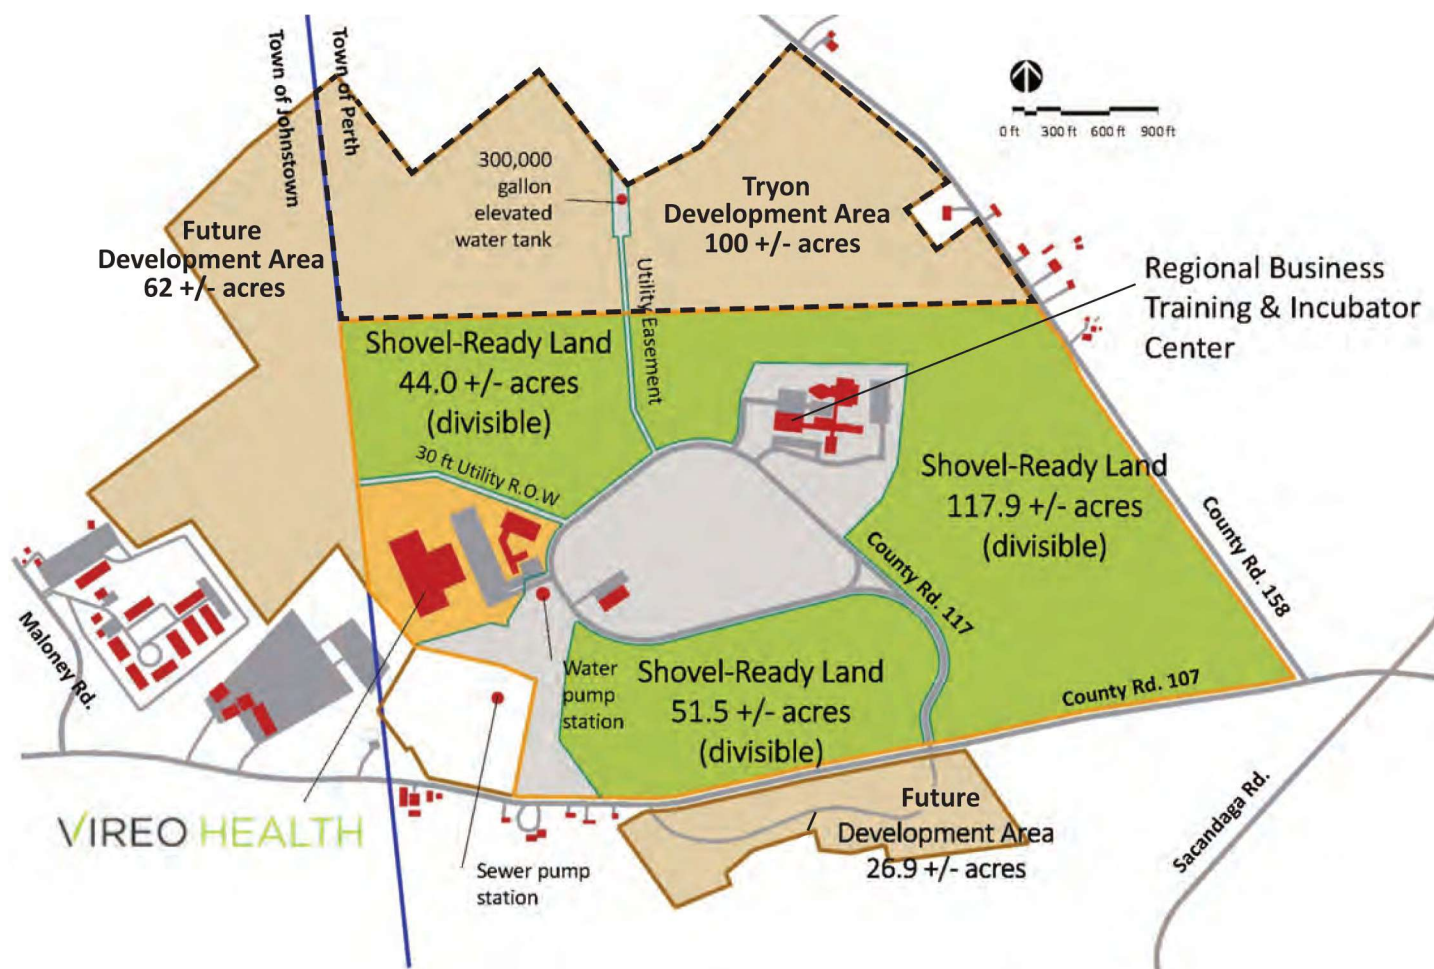 Town of Johnstown
Town of Perth
0 ft 300 ft 600 ft 900 ft
300,000
gallon
elevated
water tank
Tryon
Development Area
100 +/- acres
Future
Development Area
62 +/- acres
Utility Easement
Regional Business
Training & Incubator
Center
Shovel-Ready Land
44.0 +/- acres
(divisible)
30 ft Utility R.O.W
Shovel-Ready Land
117.9 +/- acres
(divisible)
County Rd. 158
County Rd. 117
Maloney Rd.
Water
pump
station
Shovel-Ready Land
51.5 +/- acres
(divisible)
County Rd. 107
VIREO HEALTH
Sewer pump
station
Future
Development Area
26.9 +/- acres
Sacandaga Rd.